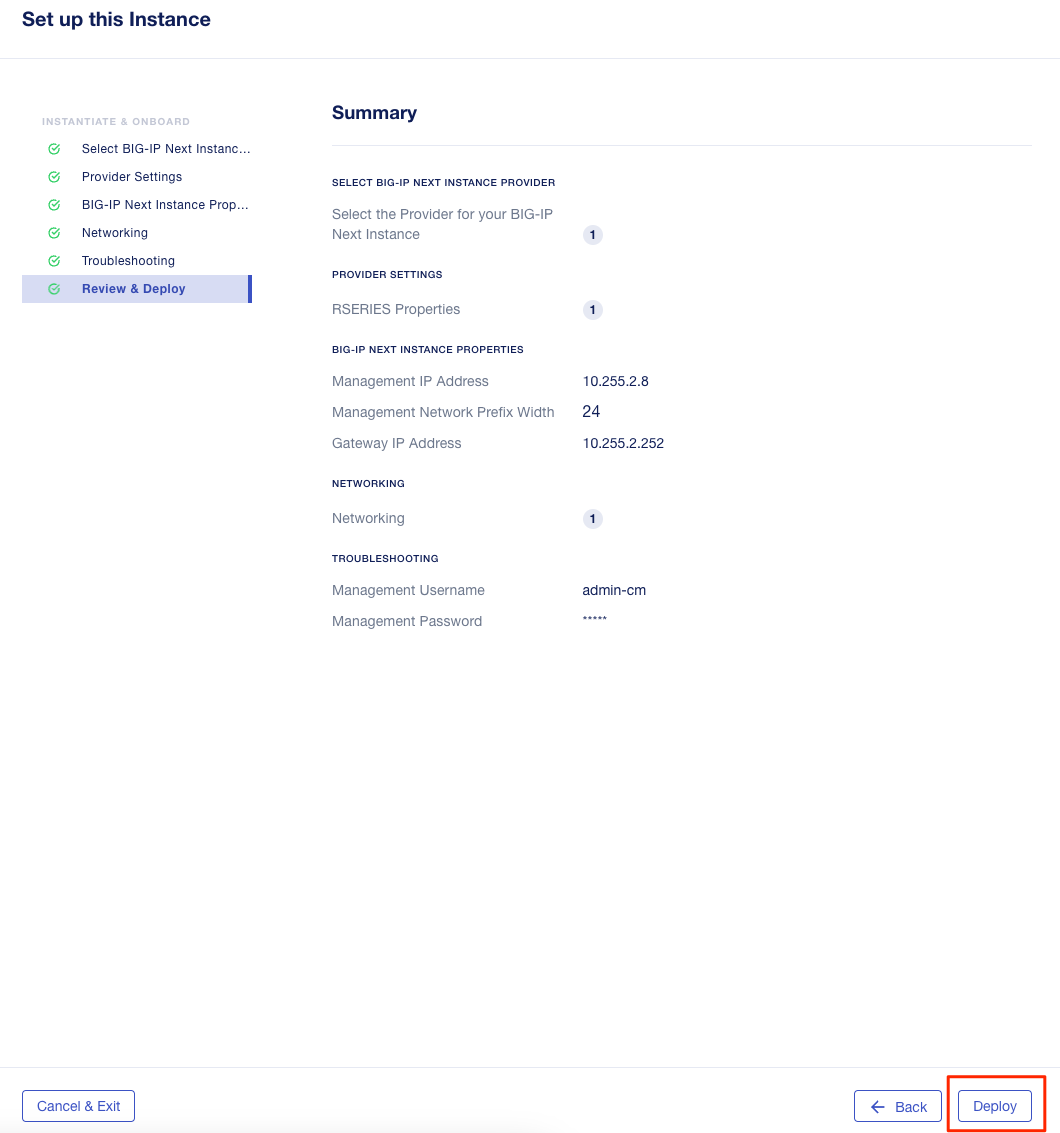 Set up this Instance
INSTANTIATE & ONBOARD
Select BIG-IP Next Instanc...
Provider Settings
BIG-IP Next Instance Prop...
Networking
Troubleshooting
Review & Deploy
Summary
SELECT BIG-IP NEXT INSTANCE PROVIDER
Select the Provider for your BIG-IP
Next Instance 1
PROVIDER SETTINGS
RSERIES Properties 1
BIG-IP NEXT INSTANCE PROPERTIES
Management IP Address 10.255.2.8
Management Network Prefix Width 24
Gateway IP Address 10.255.2.252
NETWORKING
Networking 1
TROUBLESHOOTING
Management Username admin-cm
Management Password *****
Cancel & Exit Back Deploy